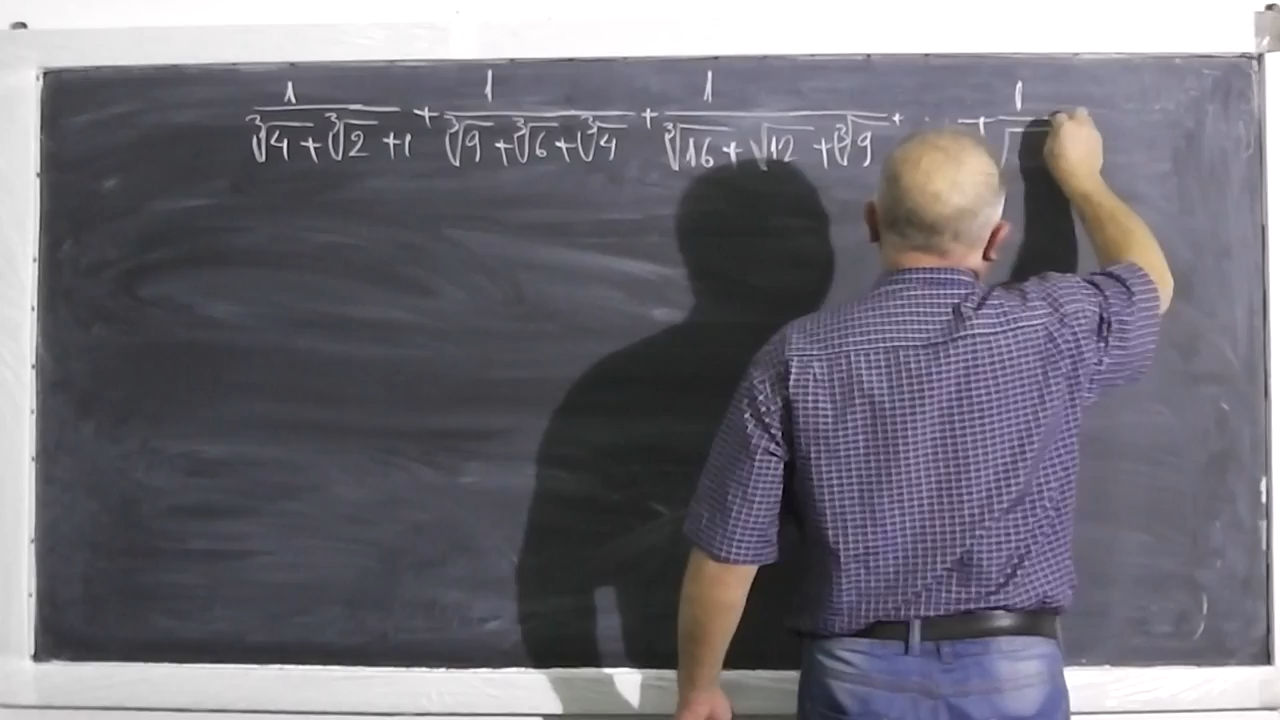 1/(∛4+∛2+1) + 1/(∛9+∛6+∛4) + 1/(∛16+√12+∛9) + ... + 1/√